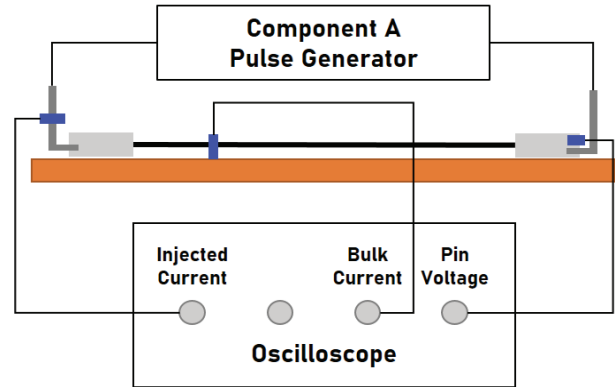 Component A
Pulse Generator
Injected
Current
Bulk
Current
Pin
Voltage
Oscilloscope